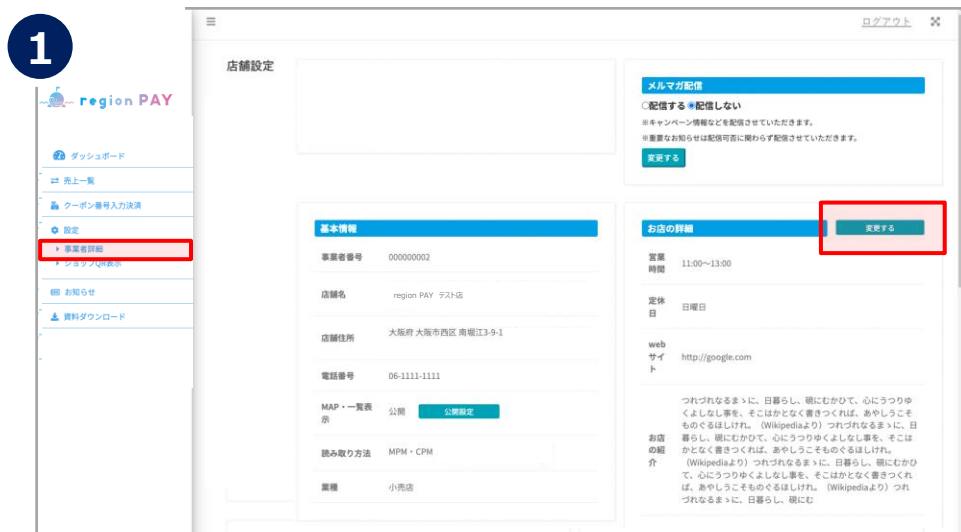 1
ログアウト
region PAY
ダッシュボード
売上一覧
クーポン番号入力決済
設定
事業者詳細
ショップQR表示
お知らせ
資料ダウンロード
店舗設定
メルマガ配信
配信する 配信しない
※キャンペーン情報などを配信させていただきます。
※重要なお知らせは配信可否に関わらず配信させていただきます。
変更する
基本情報
事業者番号 000000002
店舗名 region PAY テスト店
店舗住所 大阪府 大阪市西区 南堀江3-9-1
電話番号 06-1111-1111
MAP・一覧表
示
公開 公開設定
読み取り方法 MPM・CPM
業種 小売店
お店の詳細 変更する
営業
時間
11:00～13:00
定休
日
日曜日
web
サイ
ト
http://google.com
お店
の紹
介
つれづれなるまゝに、日暮らし、硯にむかひて、心にうつりゆ
くよしなし事を、そこはかとなく書きつくれば、あやしうこそ
ものぐるほしけれ。（Wikipediaより）つれづれなるまゝに、日
暮らし、硯にむかひて、心にうつりゆくよしなし事を、そこは
かとなく書きつくれば、あやしうこそものぐるほしけれ。
（Wikipediaより）つれづれなるまゝに、日暮らし、硯にむかひ
て、心にうつりゆくよしなし事を、そこはかとなく書きつくれ
ば、あやしうこそものぐるほしけれ。（Wikipediaより）つれ
づれなるまゝに、日暮らし、硯にむ